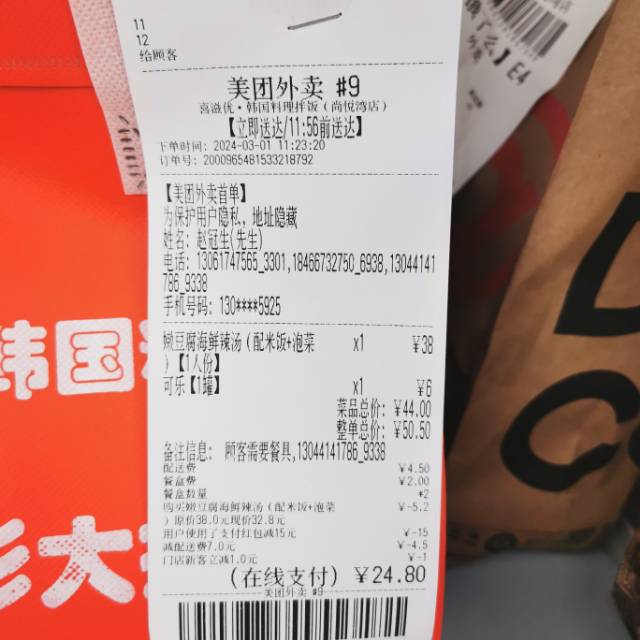 11
12
给顾客
美团外卖 #9
喜滋优·韩国料理拌饭(尚悦湾店)
【立即送达/11:56前送达】
下单时间: 2024-03-01 11:23:20
订单号: 2000965481533218792
【美团外卖首单】
为保护用户隐私,地址隐藏
姓名: 赵冠生(先生)
电话: 13061747565_3301,18466732750_6938,13044141
786_9338
手机号码: 130****5925
嫩豆腐海鲜辣汤(配米饭+泡菜 x1 ¥38
)【1人份】
可乐【1罐】 x1 ¥6
菜品总价: ¥44.00
整单总价: ¥50.50
备注信息: 顾客需要餐具,13044141786_9338
配送费 ¥4.50
餐盒费 ¥2.00
餐盒数量 *2
购买嫩豆腐海鲜辣汤(配米饭+泡菜 ¥-5.2
)原价38.0元现价32.8元
用户使用了支付红包减15元 ¥-15
减配送费7.0元 ¥-4.5
门店新客立减1.0元 ¥-1
(在线支付) ¥24.80
美团外卖 #9
韩国
大
了么】E4
D
C